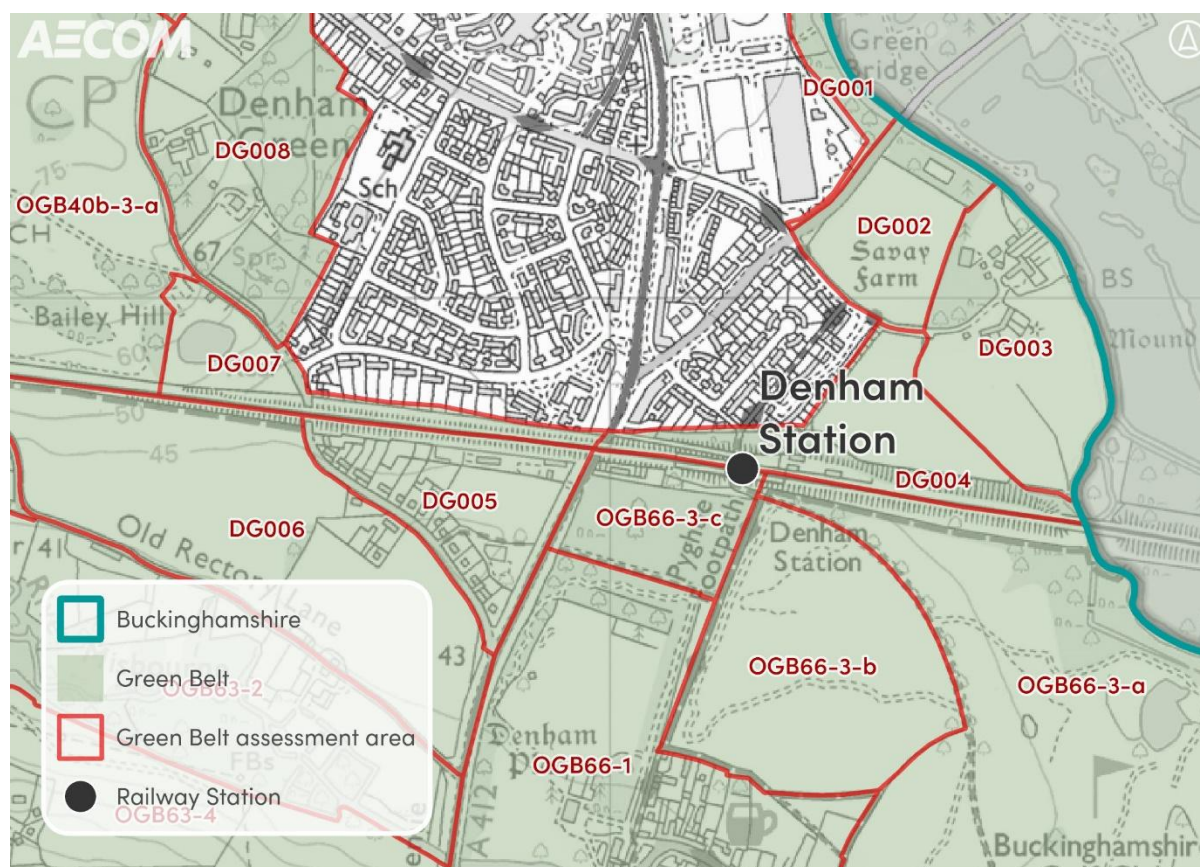 AECOM
CP
Denham
Green
Green
Bridge
DG001
DG008
75
Sch
OGB40b-3-a
CH
DG002
67
Spr
Savay
Farm
BS
Bailey Hill
60
DG007
DG003
Mound
50
Denham
Station
45
DG005
DG004
DG006
OGB66-3-c
Old Rectory Lane
41
Pyghtle
Footpath
Denham
Station
43
Buckinghamshire
Green Belt
OGB63-2
Green Belt assessment area
FBs
Railway Station
OGB63-4
OGB66-3-b
OGB66-3-a
Denham
OGB66-1
A 412
Buckinghamshir